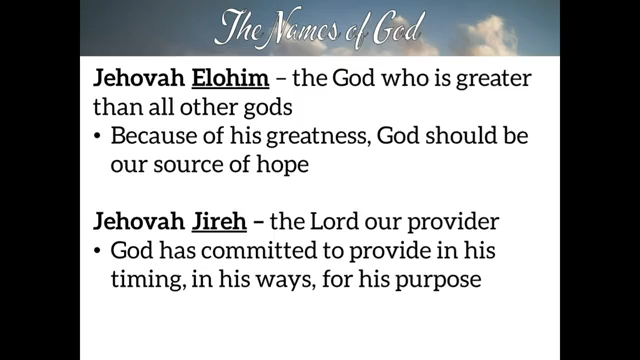 The Names of God
Jehovah Elohim – the God who is greater
than all other gods
• Because of his greatness, God should be
our source of hope
Jehovah Jireh – the Lord our provider
• God has committed to provide in his
timing, in his ways, for his purpose